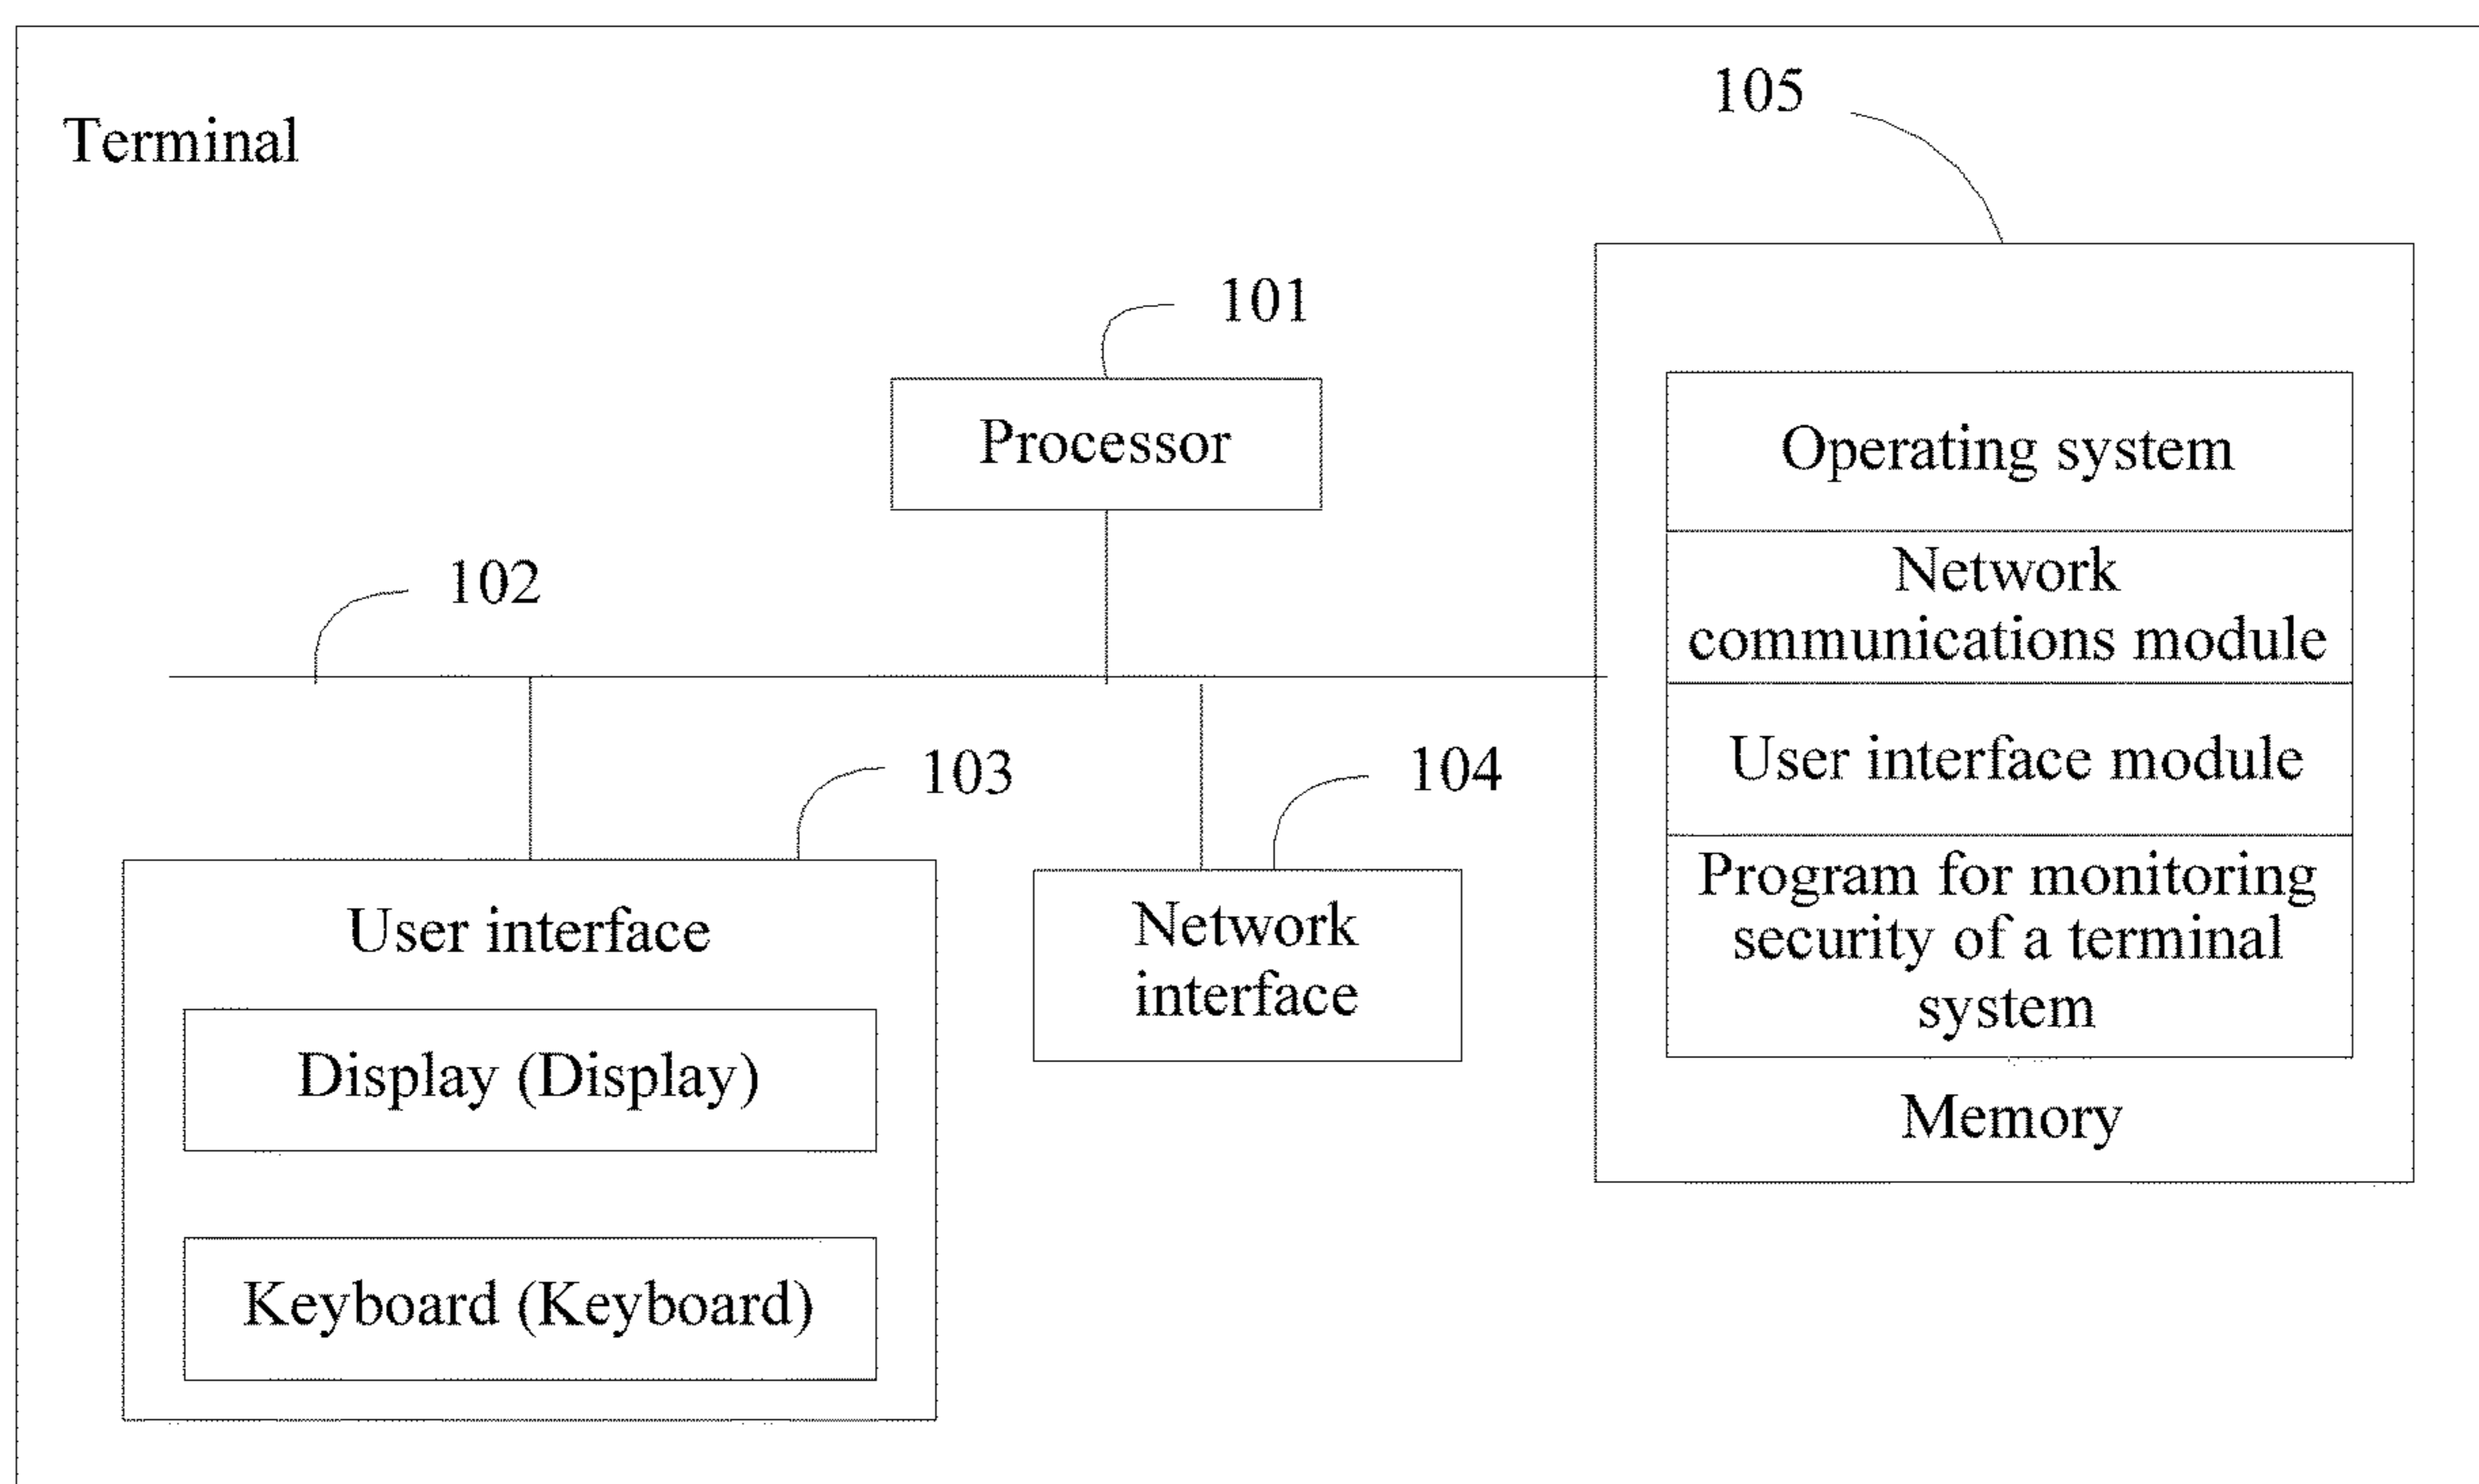 Terminal
105
101
Processor
102
103
104
User interface
Display (Display)
Keyboard (Keyboard)
Network
interface
Operating system
Network
communications module
User interface module
Program for monitoring
security of a terminal
system
Memory